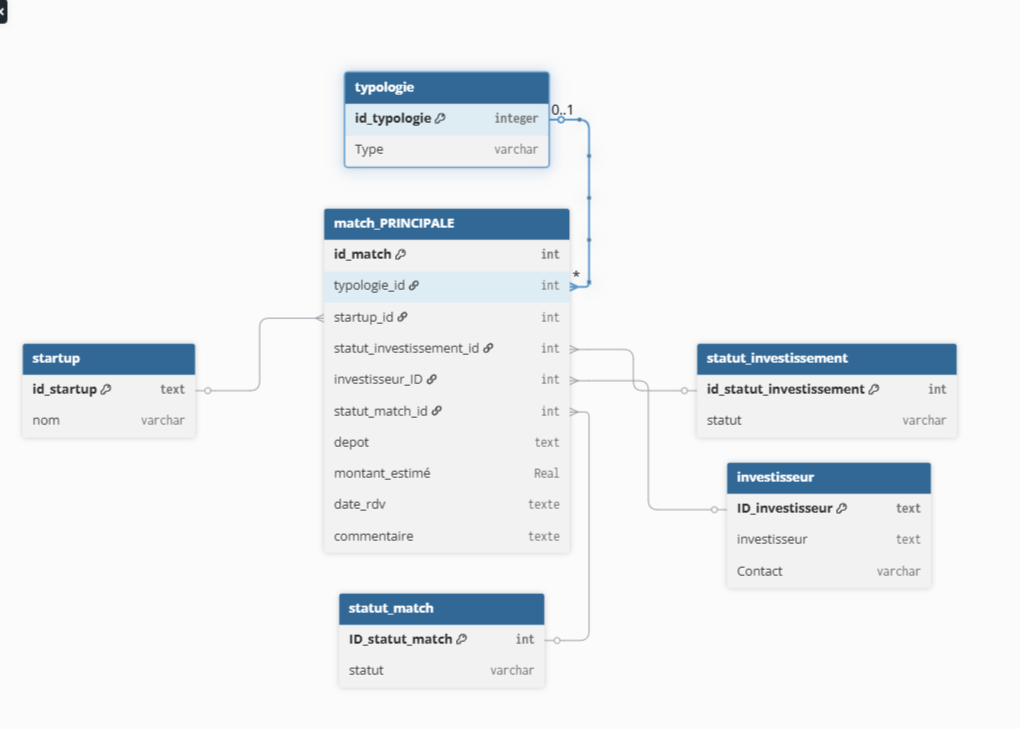 typologie
id_typologie integer
Type varchar
0..1
match_PRINCIPALE
id_match int
*
typologie_id int
startup_id int
statut_investissement_id int
investisseur_ID int
statut_match_id int
depot text
montant_estimé Real
date_rdv texte
commentaire texte
startup
id_startup text
nom varchar
statut_investissement
id_statut_investissement int
statut varchar
investisseur
ID_investisseur text
investisseur text
Contact varchar
statut_match
ID_statut_match int
statut varchar